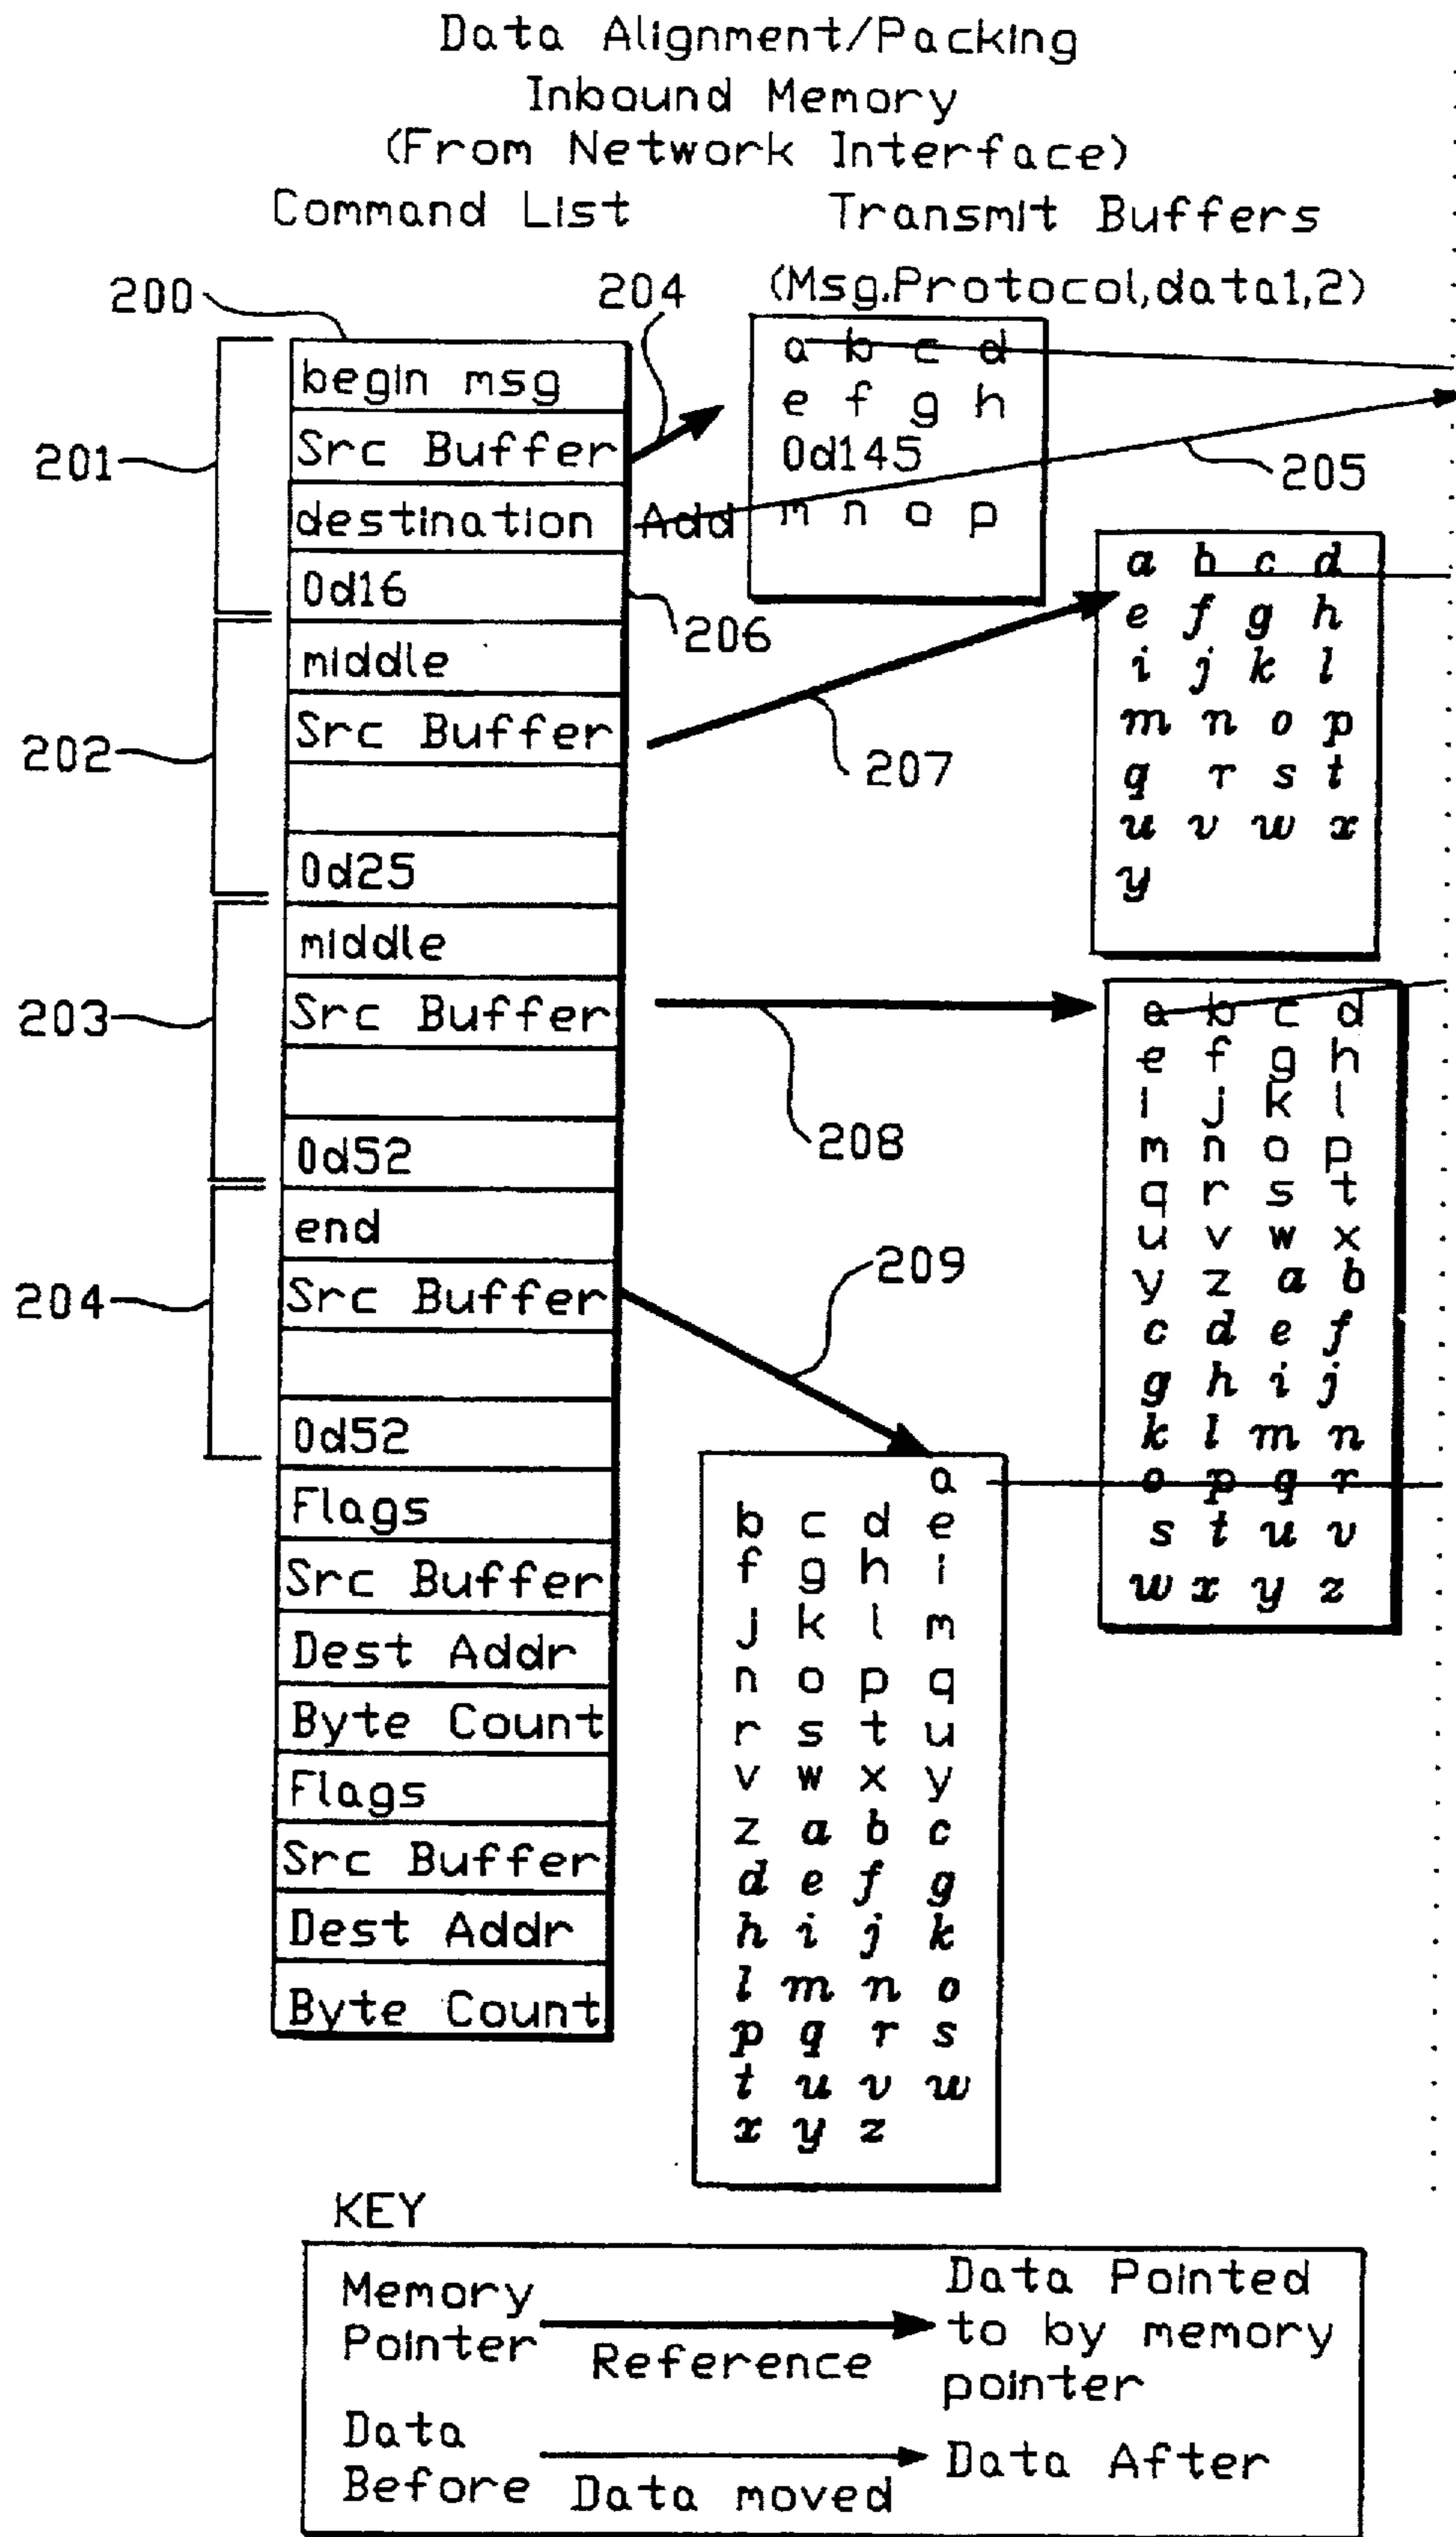 Data Alignment/Packing
Inbound Memory
(From Network Interface)
Command List
Transmit Buffers
(Msg.Protocol,data1,2)
200
204
201
begin msg
Src Buffer
destination Add
0d16
206
205
202
middle
Src Buffer
0d25
207
203
middle
Src Buffer
0d52
208
204
end
Src Buffer
0d52
209
Flags
Src Buffer
Dest Addr
Byte Count
Flags
Src Buffer
Dest Addr
Byte Count
a b c d
e f g h
0d145
m n o p
a b c d
e f g h
i j k l
m n o p
q r s t
u v w x
y
a b c d
e f g h
i j k l
m n o p
q r s t
u v w x
y z a b
c d e f
g h i j
k l m n
o p q r
s t u v
w x y z
a
b c d e
f g h i
j k l m
n o p q
r s t u
v w x y
z a b c
d e f g
h i j k
l m n o
p q r s
t u v w
x y z
KEY
Memory
Pointer
Reference
Data Pointed
to by memory
pointer
Data
Before
Data moved
Data After